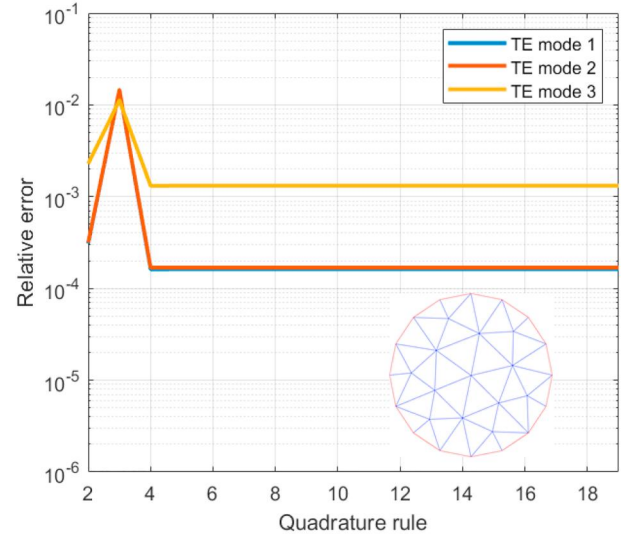 10-1
10-2
10-3
10-4
10-5
10-6
Relative error
TE mode 1
TE mode 2
TE mode 3
2 4 6 8 10 12 14 16 18
Quadrature rule